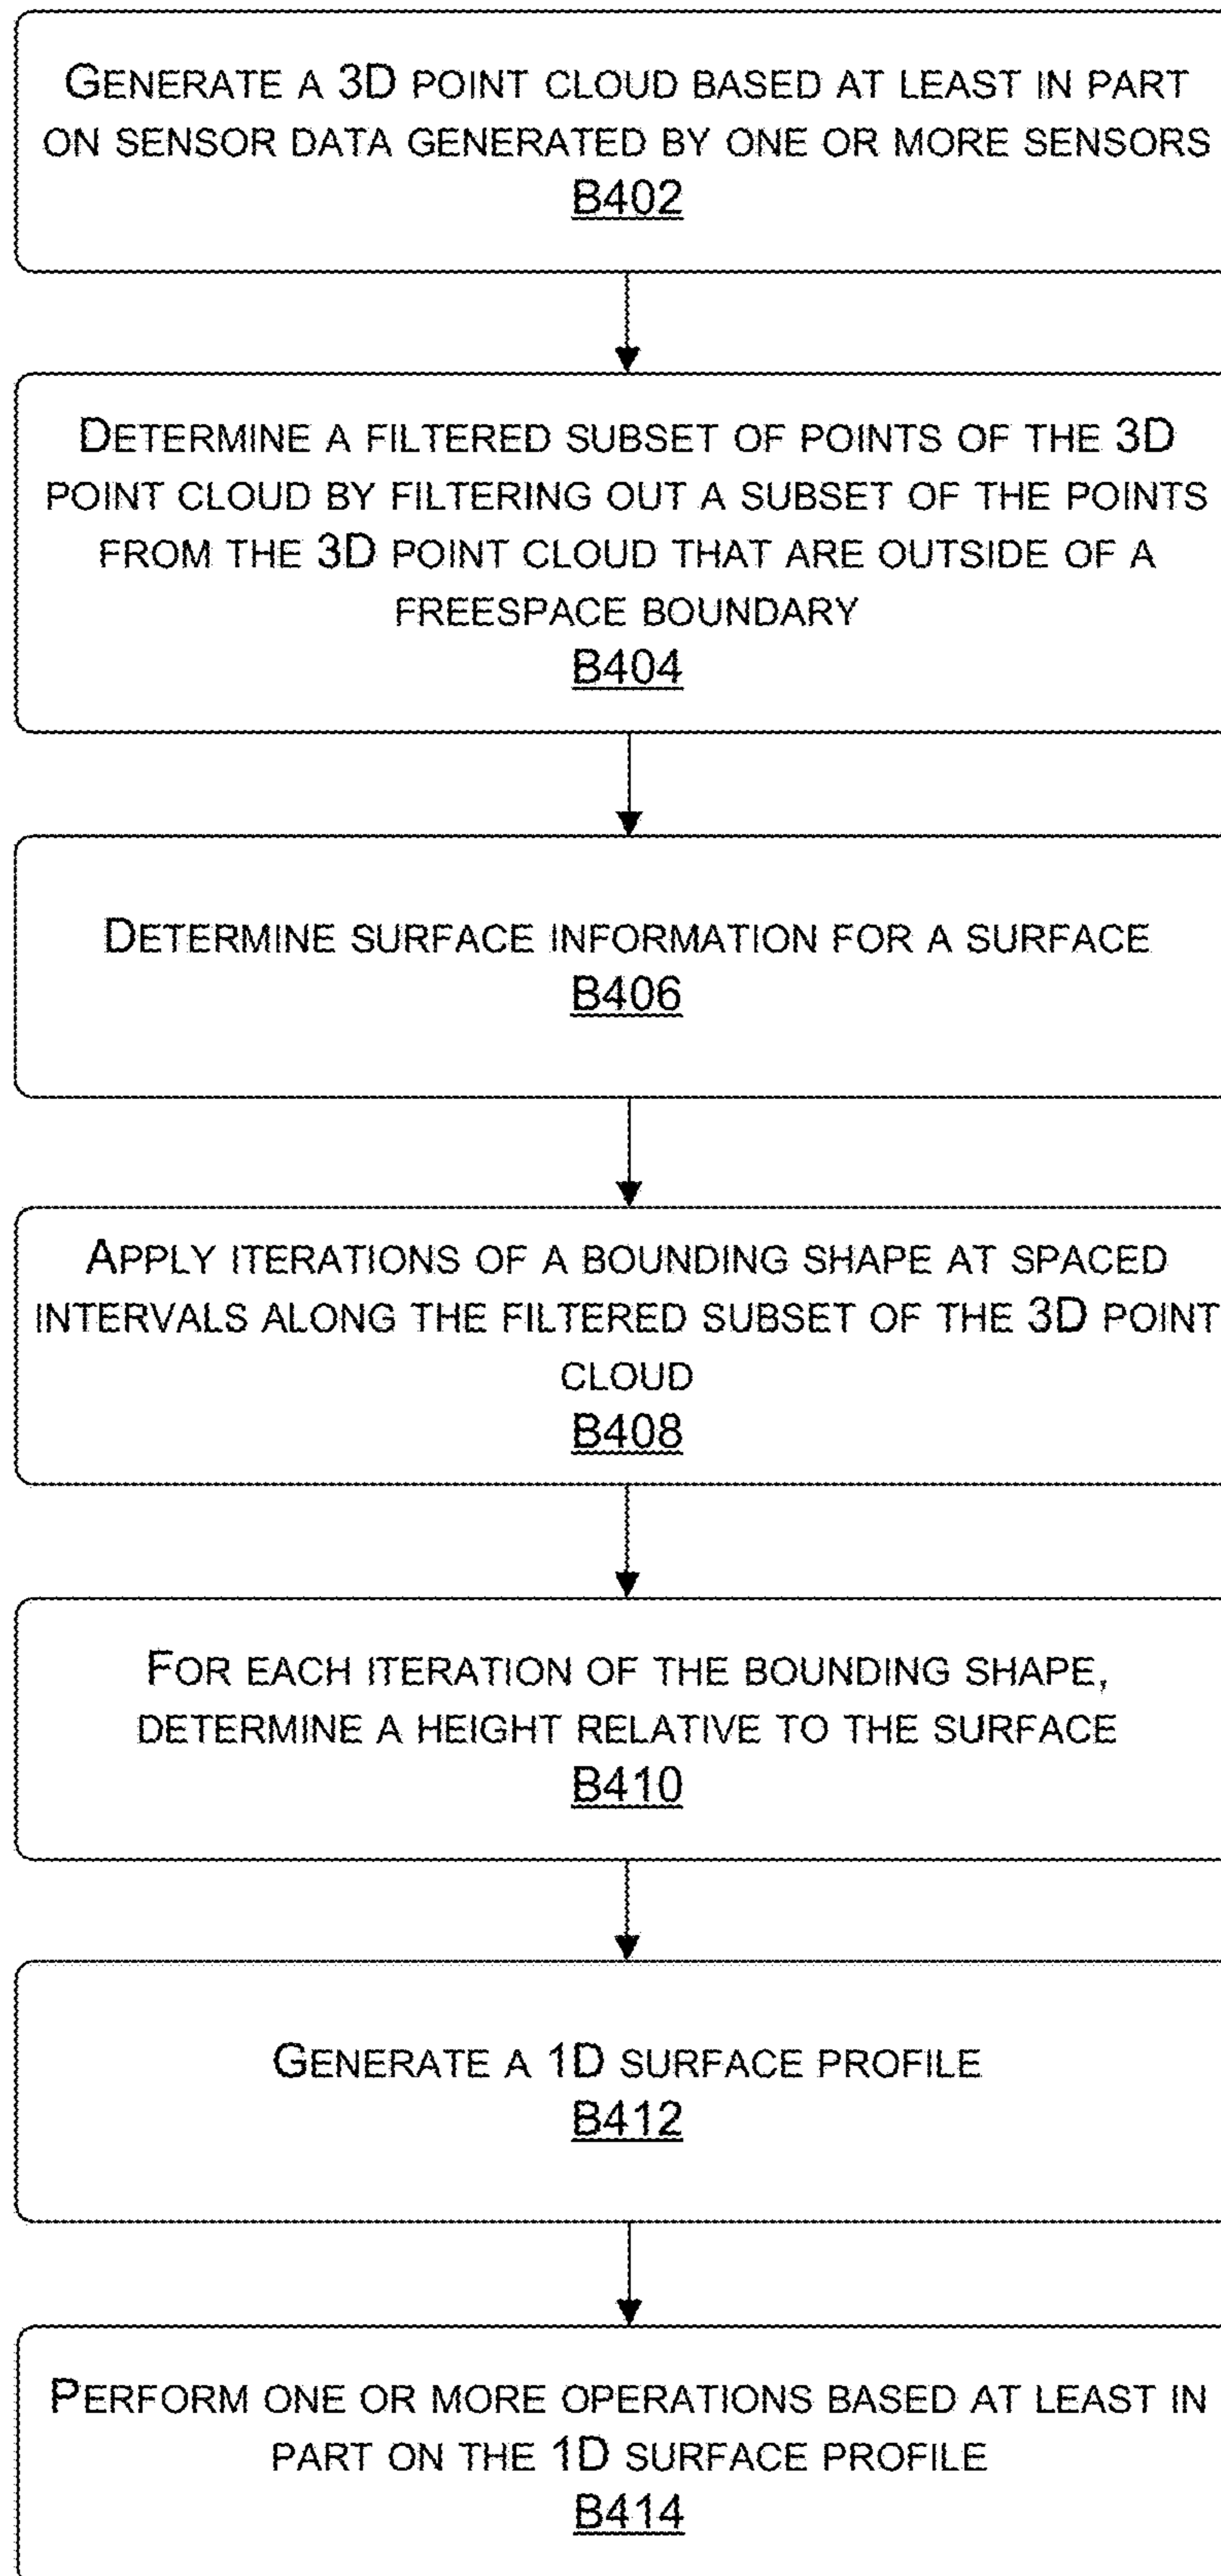 GENERATE A 3D POINT CLOUD BASED AT LEAST IN PART
ON SENSOR DATA GENERATED BY ONE OR MORE SENSORS
B402
DETERMINE A FILTERED SUBSET OF POINTS OF THE 3D
POINT CLOUD BY FILTERING OUT A SUBSET OF THE POINTS
FROM THE 3D POINT CLOUD THAT ARE OUTSIDE OF A
FREESPACE BOUNDARY
B404
DETERMINE SURFACE INFORMATION FOR A SURFACE
B406
APPLY ITERATIONS OF A BOUNDING SHAPE AT SPACED
INTERVALS ALONG THE FILTERED SUBSET OF THE 3D POINT
CLOUD
B408
FOR EACH ITERATION OF THE BOUNDING SHAPE,
DETERMINE A HEIGHT RELATIVE TO THE SURFACE
B410
GENERATE A 1D SURFACE PROFILE
B412
PERFORM ONE OR MORE OPERATIONS BASED AT LEAST IN
PART ON THE 1D SURFACE PROFILE
B414